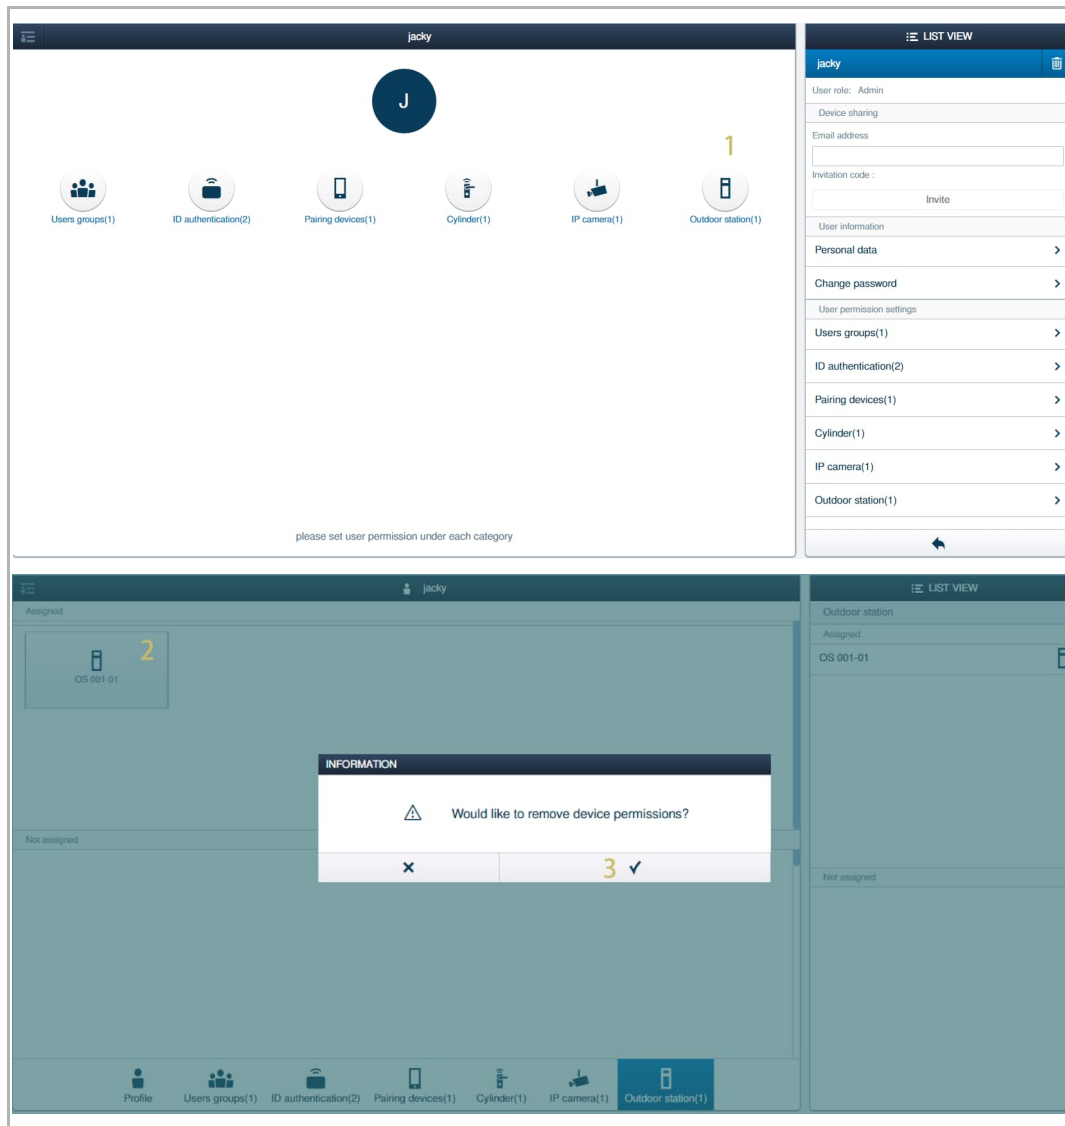 jacky
LIST VIEW
J
jacky
User role: Admin
Device sharing
Email address
1
Invitation code :
Invite
Users groups(1)
ID authentication(2)
Pairing devices(1)
Cylinder(1)
IP camera(1)
Outdoor station(1)
User information
Personal data
Change password
User permission settings
Users groups(1)
ID authentication(2)
Pairing devices(1)
Cylinder(1)
IP camera(1)
Outdoor station(1)
please set user permission under each category
jacky
LIST VIEW
Assigned
Outdoor station
Assigned
2
OS 001-01
OS 001-01
INFORMATION
Would like to remove device permissions?
3
Not assigned
Not assigned
Profile
Users groups(1)
ID authentication(2)
Pairing devices(1)
Cylinder(1)
IP camera(1)
Outdoor station(1)